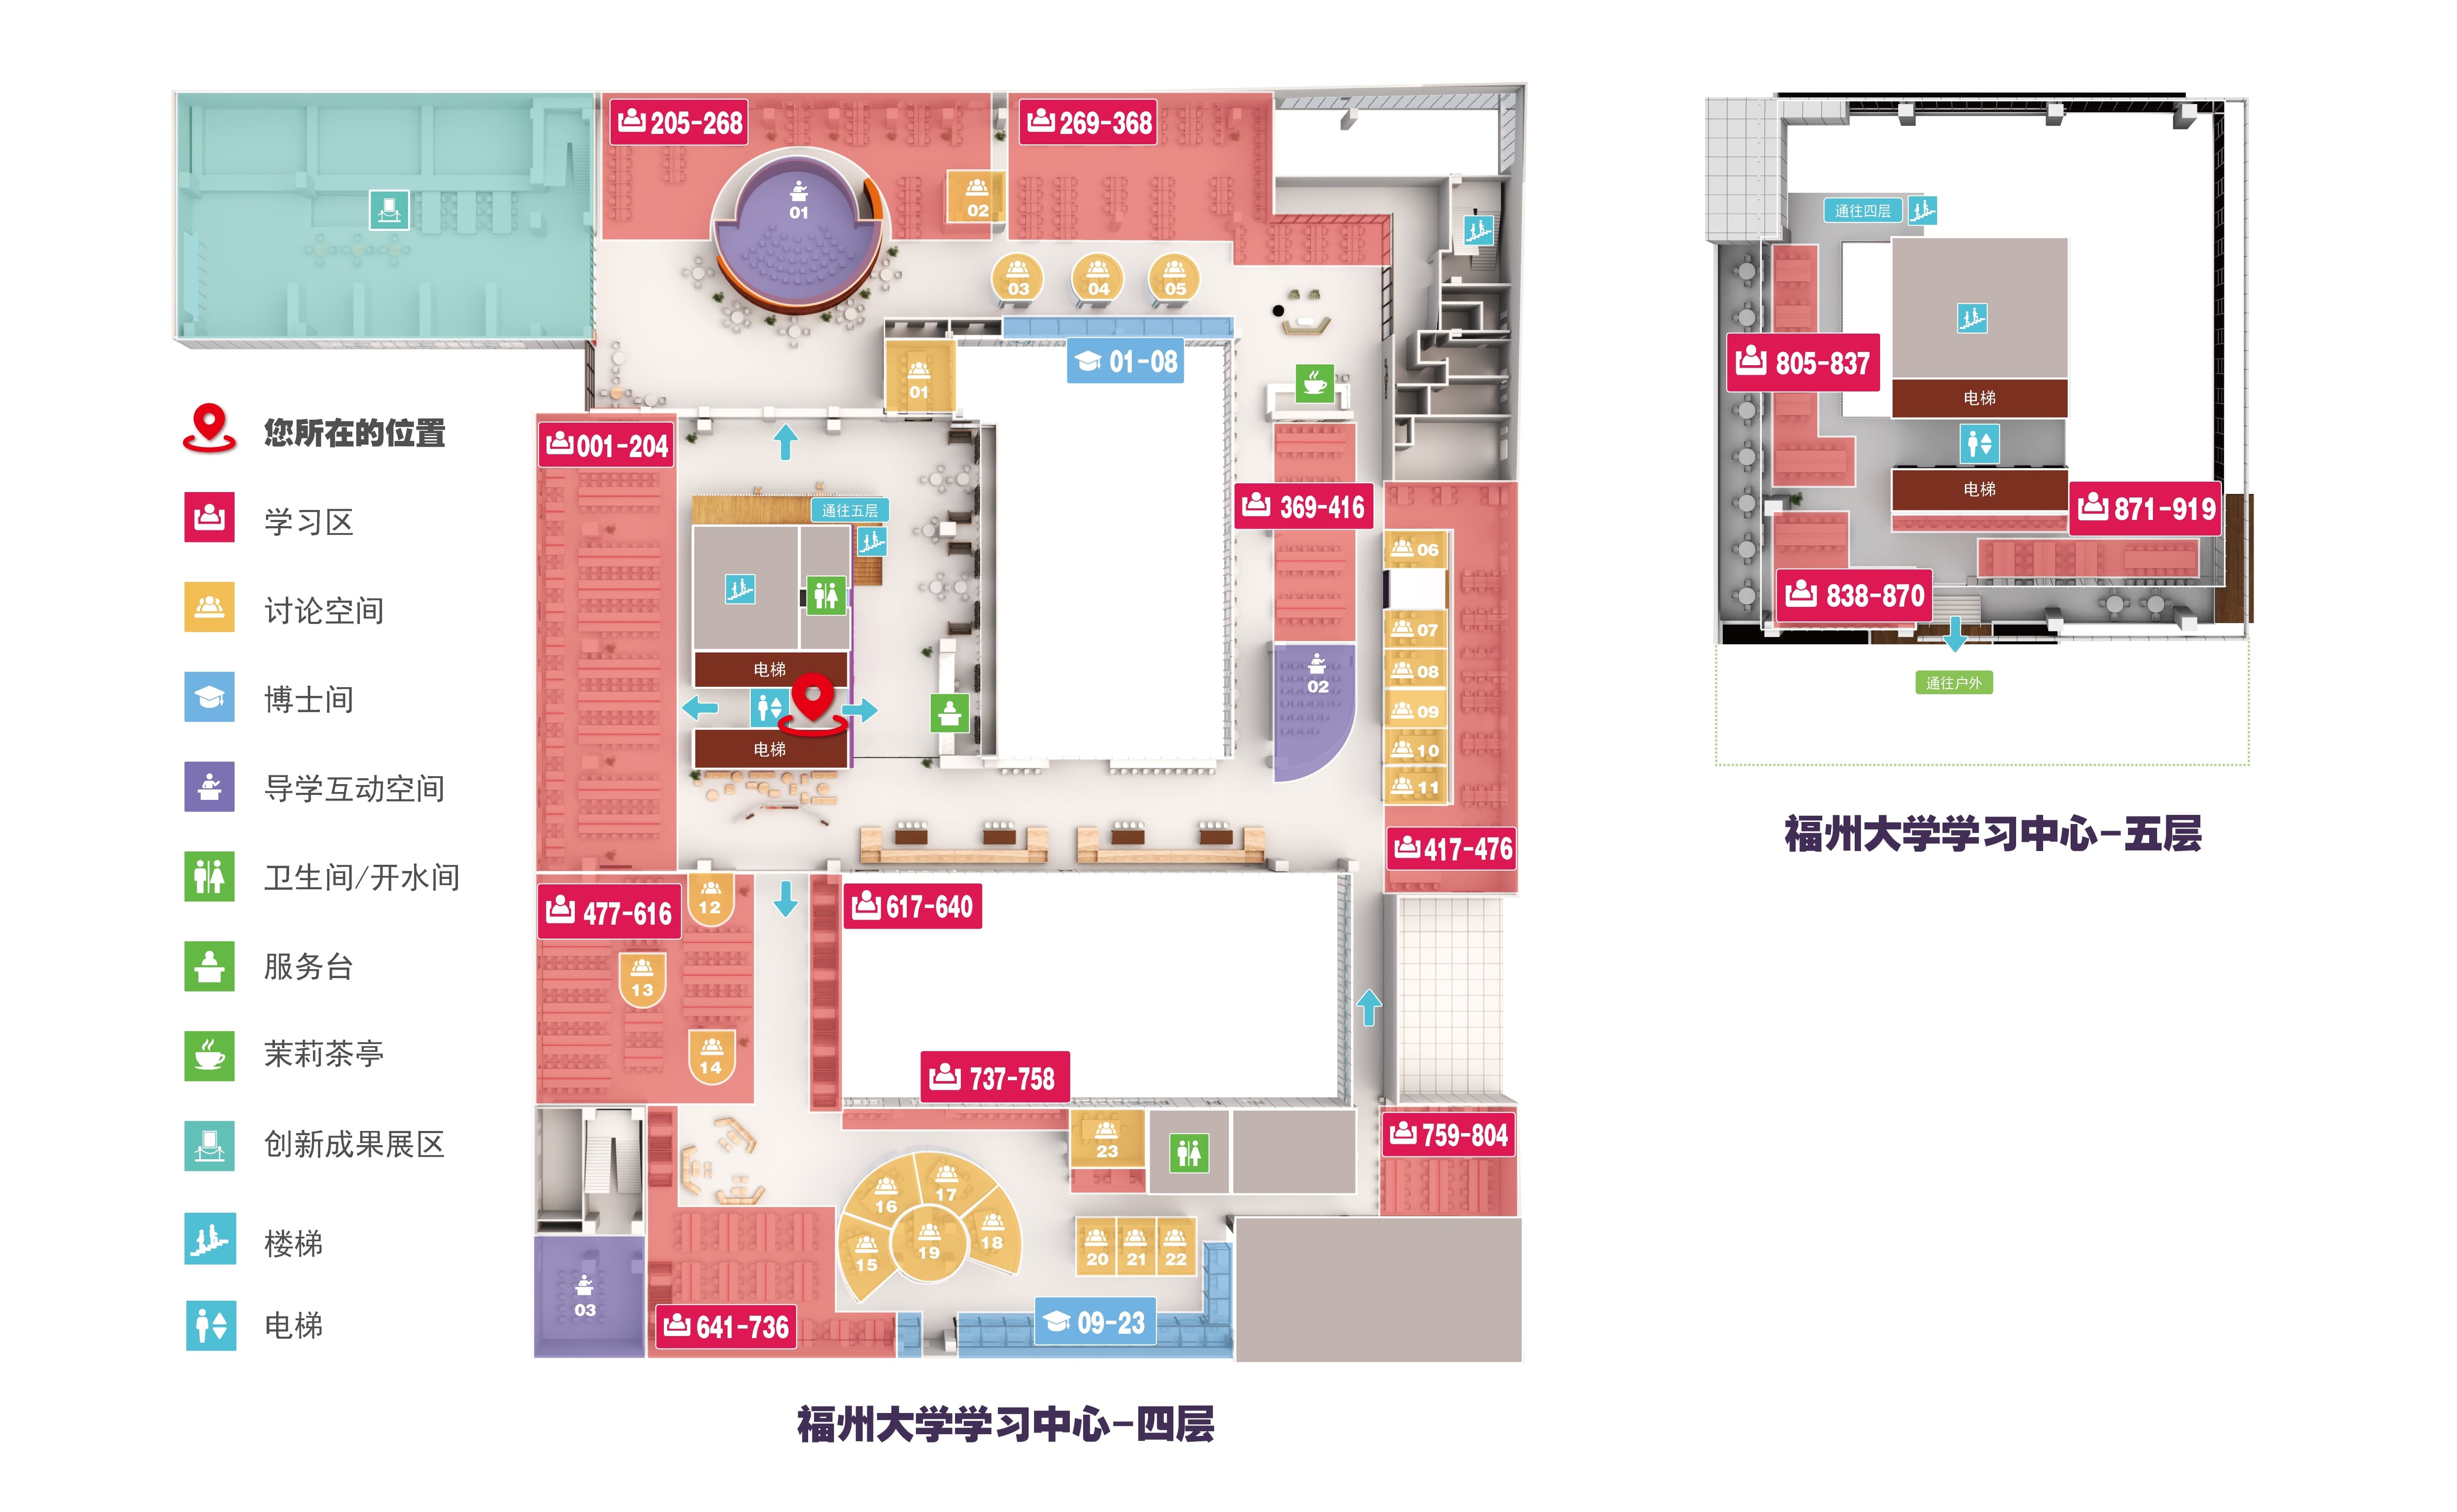 205-268
269-368
01
02
03
04
05
01
01-08
001-204
通往五层
369-416
电梯
电梯
02
06
07
08
09
10
11
417-476
477-616
12
13
14
617-640
737-758
759-804
23
16
17
15
19
18
20
21
22
03
641-736
09-23
福州大学学习中心-四层
您所在的位置
学习区
讨论空间
博士间
导学互动空间
卫生间/开水间
服务台
茉莉茶亭
创新成果展区
楼梯
电梯
通往四层
805-837
电梯
电梯
871-919
838-870
通往户外
福州大学学习中心-五层